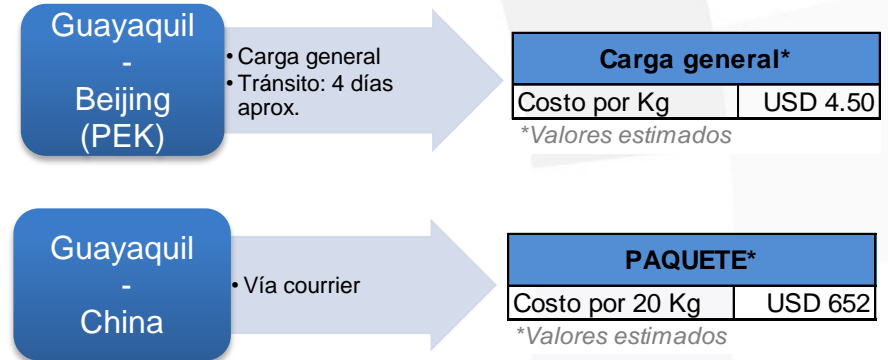 Guayaquil
-
Beijing
(PEK)
• Carga general
• Tránsito: 4 días
aprox.
Carga general*
Costo por Kg USD 4.50
*Valores estimados
Guayaquil
-
China
• Vía courrier
PAQUETE*
Costo por 20 Kg USD 652
*Valores estimados